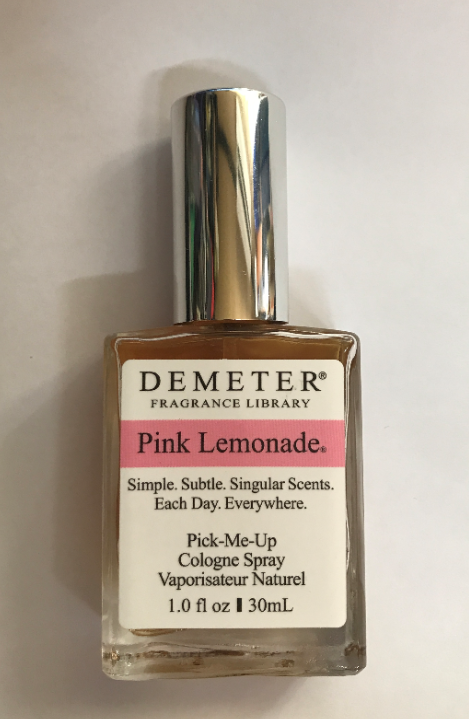 DEMETER®
FRAGRANCE LIBRARY
Pink Lemonade®
Simple. Subtle. Singular Scents.
Each Day. Everywhere.
Pick-Me-Up
Cologne Spray
Vaporisateur Naturel
1.0 fl oz ▌ 30mL